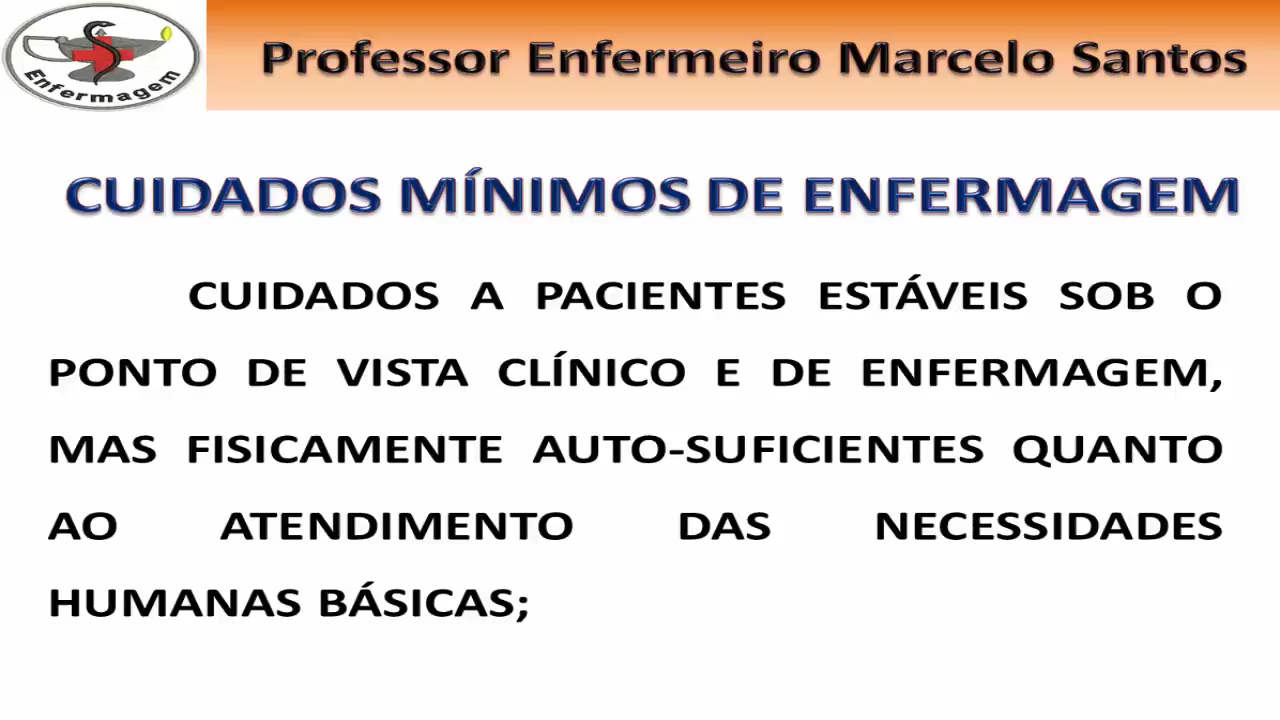 Enfermagem
Professor Enfermeiro Marcelo Santos
CUIDADOS MÍNIMOS DE ENFERMAGEM
CUIDADOS A PACIENTES ESTÁVEIS SOB O
PONTO DE VISTA CLÍNICO E DE ENFERMAGEM,
MAS FISICAMENTE AUTO-SUFICIENTES QUANTO
AO ATENDIMENTO DAS NECESSIDADES
HUMANAS BÁSICAS;